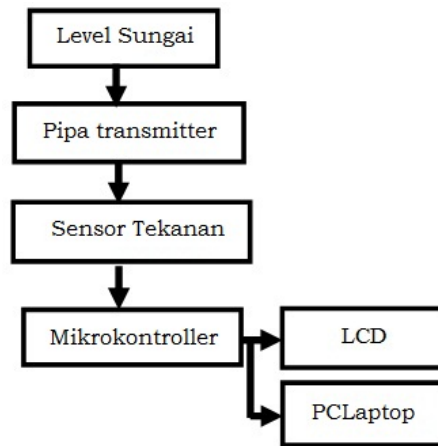 Level Sungai
Pipa transmitter
Sensor Tekanan
Mikrokontroller
LCD
PCLaptop